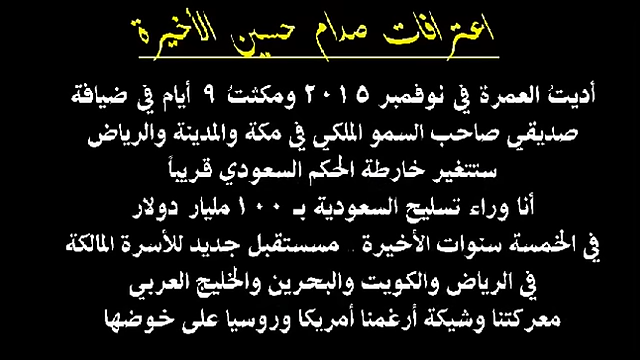 اعترافات صدام حسين الأخيرة
أديتُ العمرة في نوفمبر ٢٠١٥ ومكثتُ ٩ أيام في ضيافة
صديقي صاحب السمو الملكي في مكة والمدينة والرياض
ستتغير خارطة الحكم السعودي قريباً
أنا وراء تسليح السعودية بـ ١٠٠ مليار دولار
في الخمسة سنوات الأخيرة .. مستقبل جديد للأسرة المالكة
في الرياض والكويت والبحرين والخليج العربي
معركتنا وشيكة أرغمنا أمريكا وروسيا على خوضها